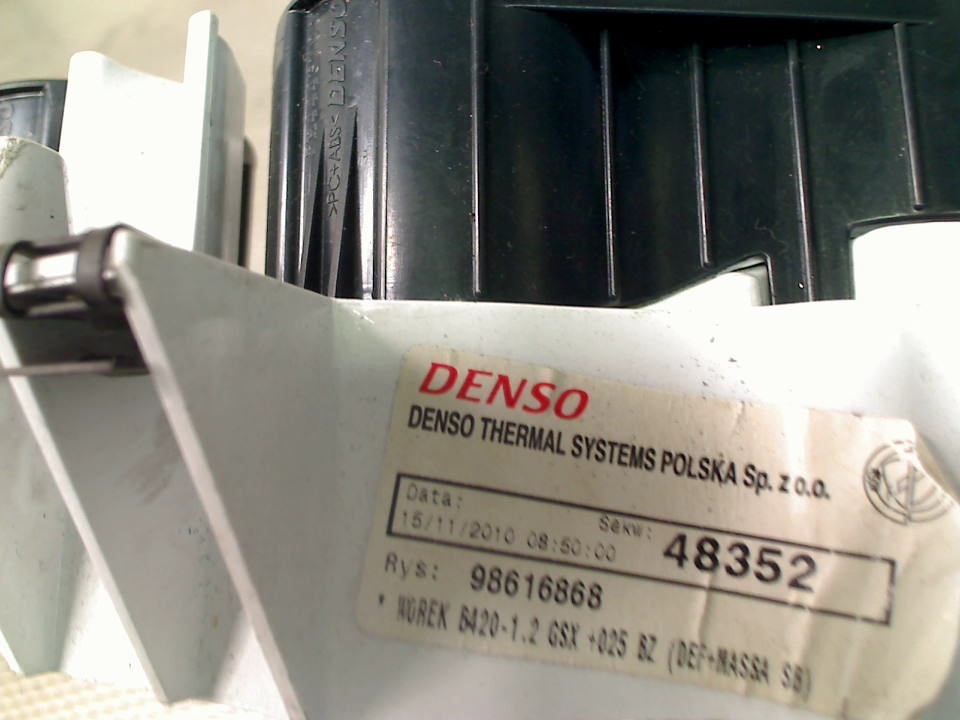 DENSO
>PC+ABS<
DENSO
DENSO THERMAL SYSTEMS POLSKA Sp. z o.o.
Data: Sekw: 48352
15/11/2010 08:50:00
Rys: 98616868
* WOREK B420-1.2 GSX +025 BZ (DEF+MASSA SB)